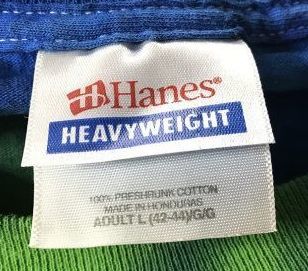 Hanes®
HEAVYWEIGHT
100% PRESHRUNK COTTON
MADE IN HONDURAS
ADULT L (42-44)/G/G